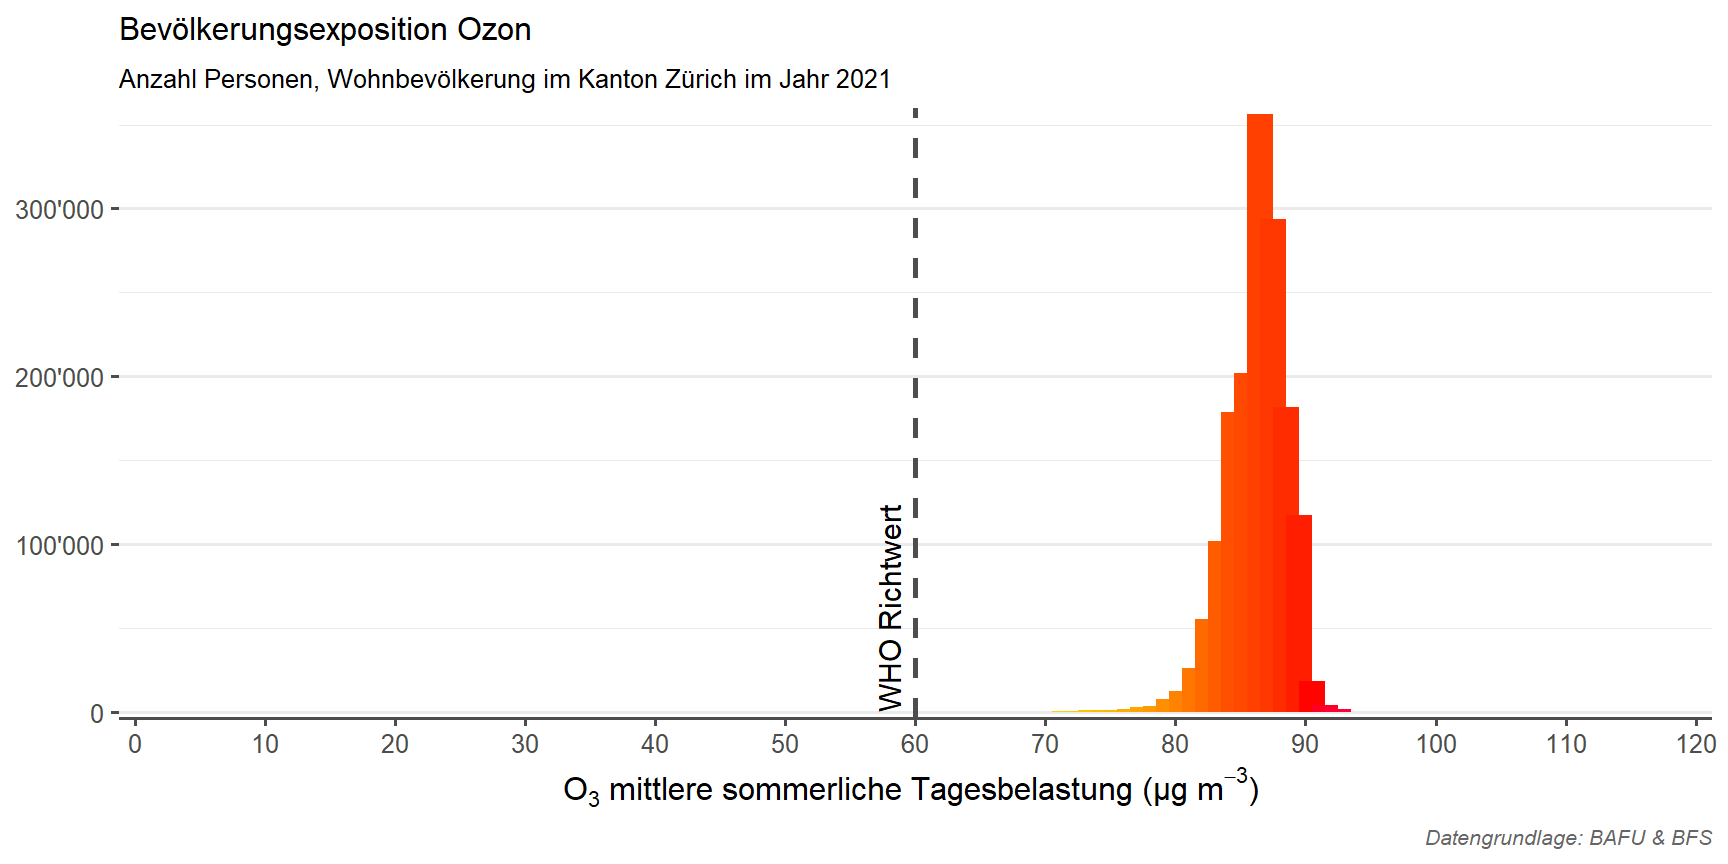 Bevölkerungsexposition Ozon
Anzahl Personen, Wohnbevölkerung im Kanton Zürich im Jahr 2021
300'000
200'000
100'000
0
WHO Richtwert
0 10 20 30 40 50 60 70 80 90 100 110 120
O₃ mittlere sommerliche Tagesbelastung (µg m⁻³)
Datengrundlage: BAFU & BFS